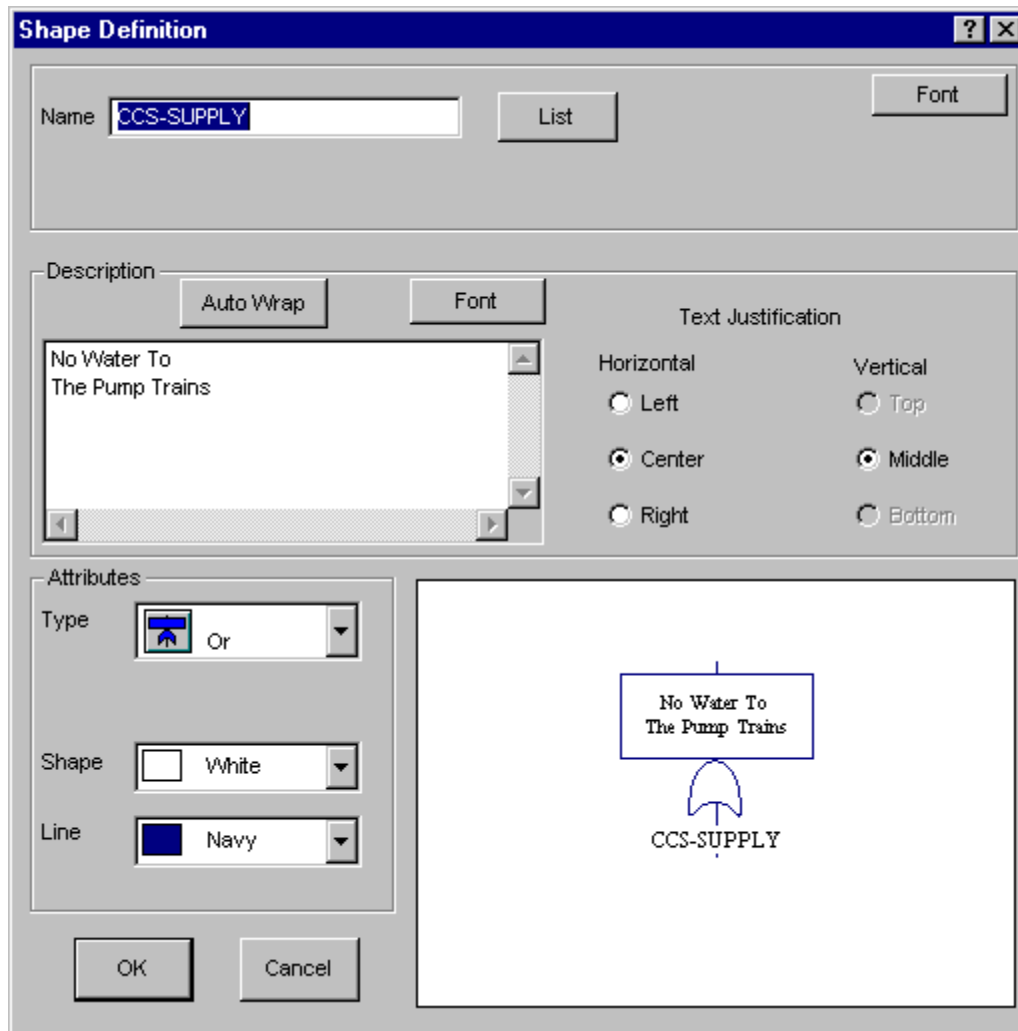 Shape Definition
Name CCS-SUPPLY List Font
Description
Auto Wrap Font
Text Justification
No Water To
The Pump Trains
Horizontal Vertical
Left Top
Center Middle
Right Bottom
Attributes
Type Or
Shape White
Line Navy
No Water To
The Pump Trains
CCS-SUPPLY
OK Cancel